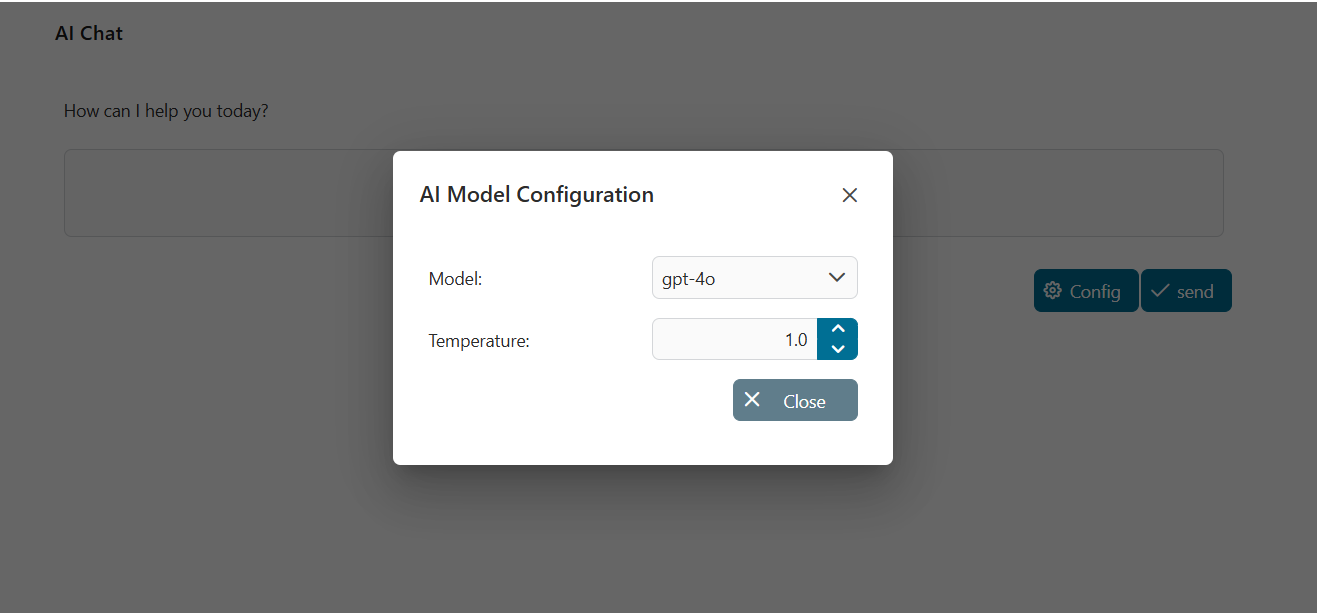 AI Chat
How can I help you today?
AI Model Configuration
Model:
gpt-4o
Temperature:
1.0
Close
Config
send